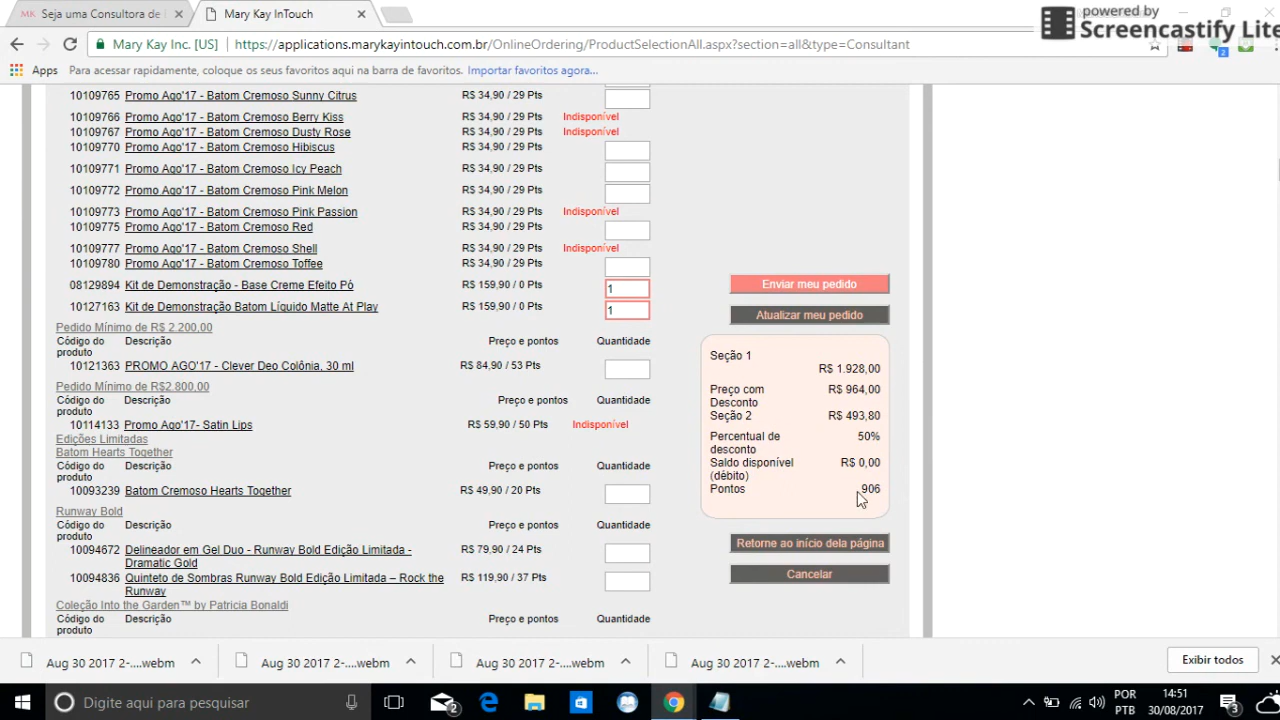 Seja uma Consultora de
Mary Kay InTouch
powered by
Screencastify Lite
Mary Kay Inc. [US]
https://applications.marykayintouch.com.br/OnlineOrdering/ProductSelectionAll.aspx?section=all&type=Consultant
Apps
Para acessar rapidamente, coloque os seus favoritos aqui na barra de favoritos. Importar favoritos agora...
10109765 Promo Ago'17 - Batom Cremoso Sunny Citrus R$ 34,90 / 29 Pts
10109766 Promo Ago'17 - Batom Cremoso Berry Kiss R$ 34,90 / 29 Pts Indisponível
10109767 Promo Ago'17 - Batom Cremoso Dusty Rose R$ 34,90 / 29 Pts Indisponível
10109770 Promo Ago'17 - Batom Cremoso Hibiscus R$ 34,90 / 29 Pts
10109771 Promo Ago'17 - Batom Cremoso Icy Peach R$ 34,90 / 29 Pts
10109772 Promo Ago'17 - Batom Cremoso Pink Melon R$ 34,90 / 29 Pts
10109773 Promo Ago'17 - Batom Cremoso Pink Passion R$ 34,90 / 29 Pts Indisponível
10109775 Promo Ago'17 - Batom Cremoso Red R$ 34,90 / 29 Pts
10109777 Promo Ago'17 - Batom Cremoso Shell R$ 34,90 / 29 Pts Indisponível
10109780 Promo Ago'17 - Batom Cremoso Toffee R$ 34,90 / 29 Pts
08129894 Kit de Demonstração - Base Creme Efeito Pó R$ 159,90 / 0 Pts 1
10127163 Kit de Demonstração Batom Líquido Matte At Play R$ 159,90 / 0 Pts 1
Pedido Mínimo de R$ 2.200,00
Código do produto Descrição Preço e pontos Quantidade
10121363 PROMO AGO'17 - Clever Deo Colônia, 30 ml R$ 84,90 / 53 Pts
Pedido Mínimo de R$2.800,00
Código do produto Descrição Preço e pontos Quantidade
10114133 Promo Ago'17- Satin Lips R$ 59,90 / 50 Pts Indisponível
Edições Limitadas
Batom Hearts Together
Código do produto Descrição Preço e pontos Quantidade
10093239 Batom Cremoso Hearts Together R$ 49,90 / 20 Pts
Runway Bold
Código do produto Descrição Preço e pontos Quantidade
10094672 Delineador em Gel Duo - Runway Bold Edição Limitada - R$ 79,90 / 24 Pts
Dramatic Gold
10094836 Quinteto de Sombras Runway Bold Edição Limitada – Rock the R$ 119,90 / 37 Pts
Runway
Coleção Into the Garden™ by Patricia Bonaldi
Código do produto Descrição Preço e pontos Quantidade
Enviar meu pedido
Atualizar meu pedido
Seção 1
R$ 1.928,00
Preço com R$ 964,00
Desconto
Seção 2 R$ 493,80
Percentual de 50%
desconto
Saldo disponível R$ 0,00
(débito)
Pontos 906
Retorne ao início dela página
Cancelar
Aug 30 2017 2-....webm
Aug 30 2017 2-....webm
Aug 30 2017 2-....webm
Aug 30 2017 2-....webm
Exibir todos
Digite aqui para pesquisar
2
2
POR
PTB
14:51
30/08/2017
3